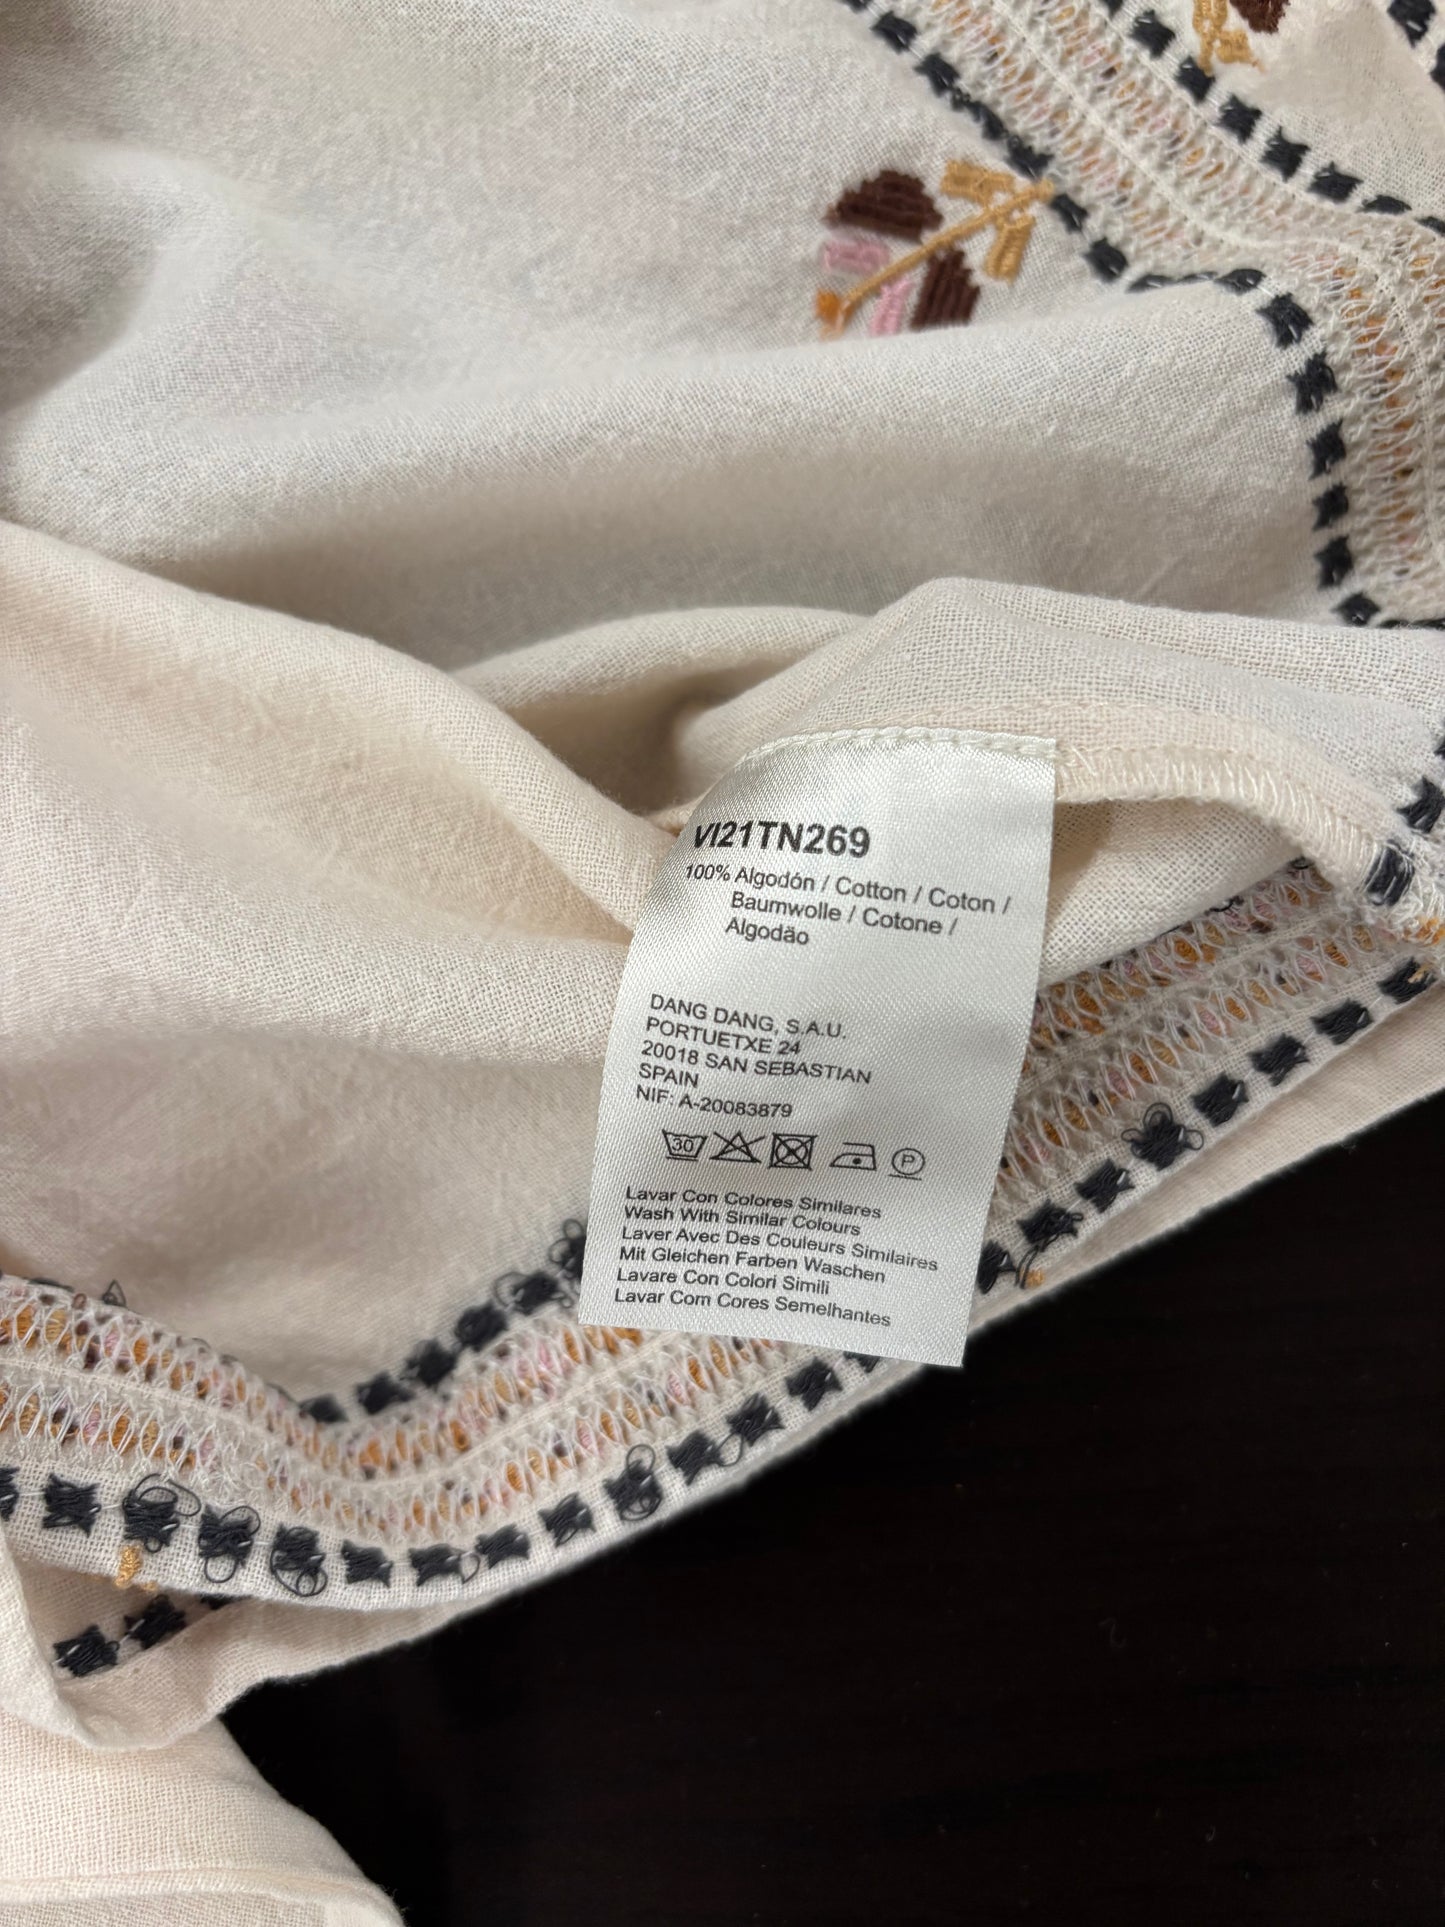 VI21TN269
100% Algodón / Cotton / Coton /
Baumwolle / Cotone /
Algodão
DANG DANG, S.A.U.
PORTUETXE 24
20018 SAN SEBASTIAN
SPAIN
NIF: A-20083879
30 P
Lavar Con Colores Similares
Wash With Similar Colours
Laver Avec Des Couleurs Similaires
Mit Gleichen Farben Waschen
Lavare Con Colori Simili
Lavar Com Cores Semelhantes